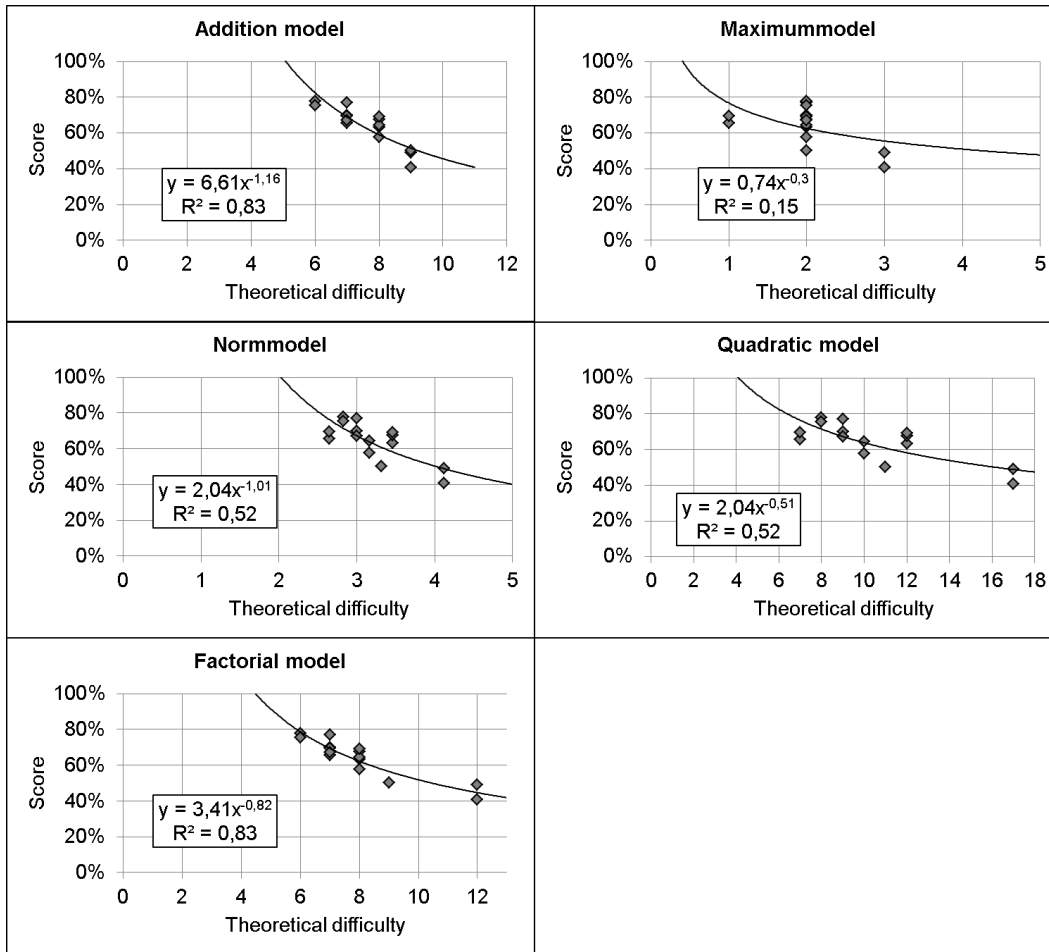 Addition model
100%
80%
60%
40%
20%
0%
Score
y = 6,61x-1,16
R² = 0,83
0 2 4 6 8 10 12
Theoretical difficulty
Maximummodel
100%
80%
60%
40%
20%
0%
Score
y = 0,74x-0,3
R² = 0,15
0 1 2 3 4 5
Theoretical difficulty
Normmodel
100%
80%
60%
40%
20%
0%
Score
y = 2,04x-1,01
R² = 0,52
0 1 2 3 4 5
Theoretical difficulty
Quadratic model
100%
80%
60%
40%
20%
0%
Score
y = 2,04x-0,51
R² = 0,52
0 2 4 6 8 10 12 14 16 18
Theoretical difficulty
Factorial model
100%
80%
60%
40%
20%
0%
Score
y = 3,41x-0,82
R² = 0,83
0 2 4 6 8 10 12
Theoretical difficulty